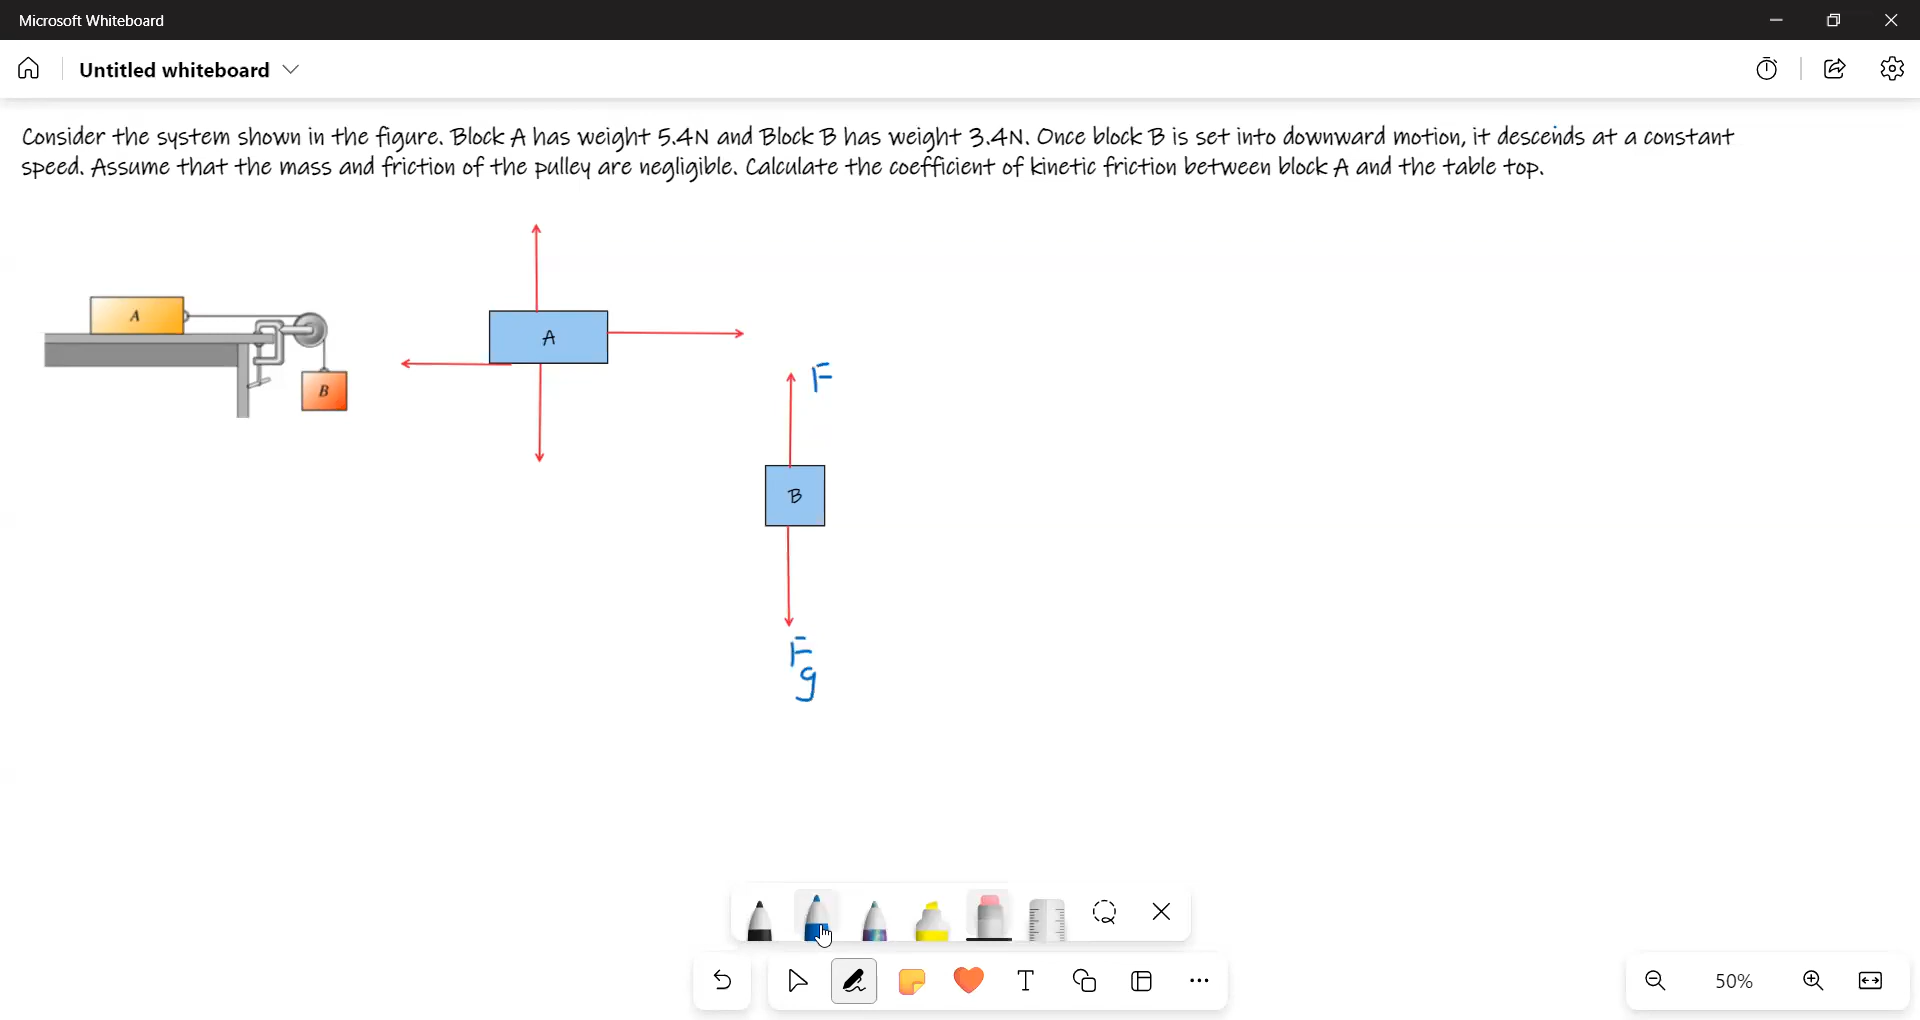 Microsoft Whiteboard
Untitled whiteboard
Consider the system shown in the figure. Block A has weight 5.4N and Block B has weight 3.4N. Once block B is set into downward motion, it descends at a constant
speed. Assume that the mass and friction of the pulley are negligible. Calculate the coefficient of kinetic friction between block A and the table top.
A
B
A
F
B
F
g
T
50%